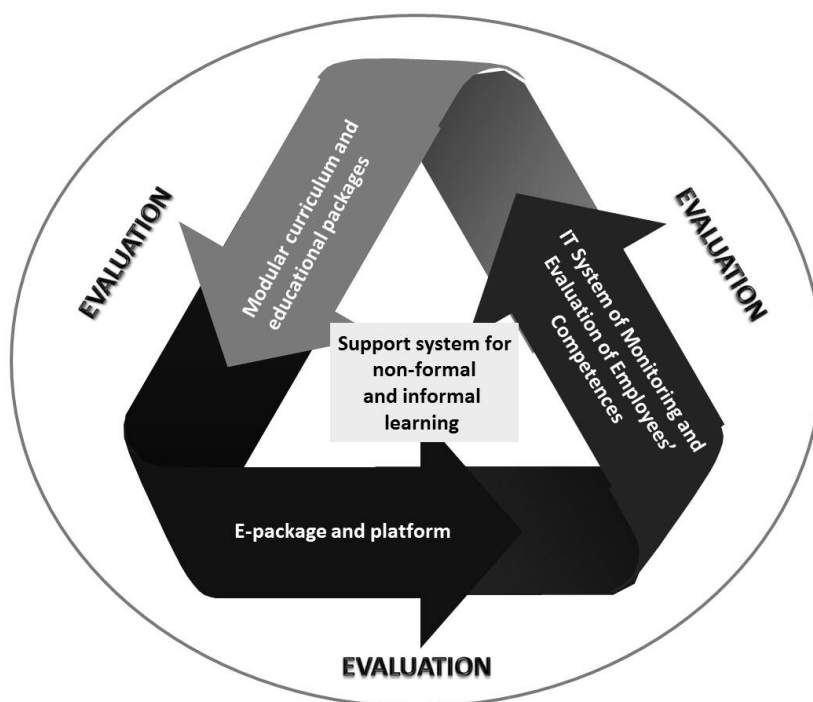 Modular curriculum and
educational packages
EVALUATION
EVALUATION
IT System of Monitoring and
Evaluation of Employees'
Competences
Support system for
non-formal
and informal
learning
E-package and platform
EVALUATION